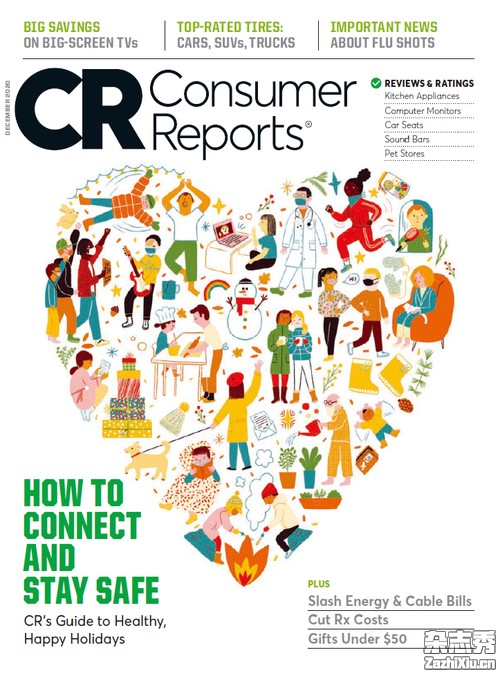 BIG SAVINGS
ON BIG-SCREEN TVs
TOP-RATED TIRES:
CARS, SUVs, TRUCKS
IMPORTANT NEWS
ABOUT FLU SHOTS
DECEMBER 2020
CR Consumer
Reports®
REVIEWS & RATINGS
Kitchen Appliances
Computer Monitors
Car Seats
Sound Bars
Pet Stores
HI!
HOW TO
CONNECT
AND
STAY SAFE
CR's Guide to Healthy,
Happy Holidays
PLUS
Slash Energy & Cable Bills
Cut Rx Costs
Gifts Under $50
杂志秀
ZazhiXiu.cn